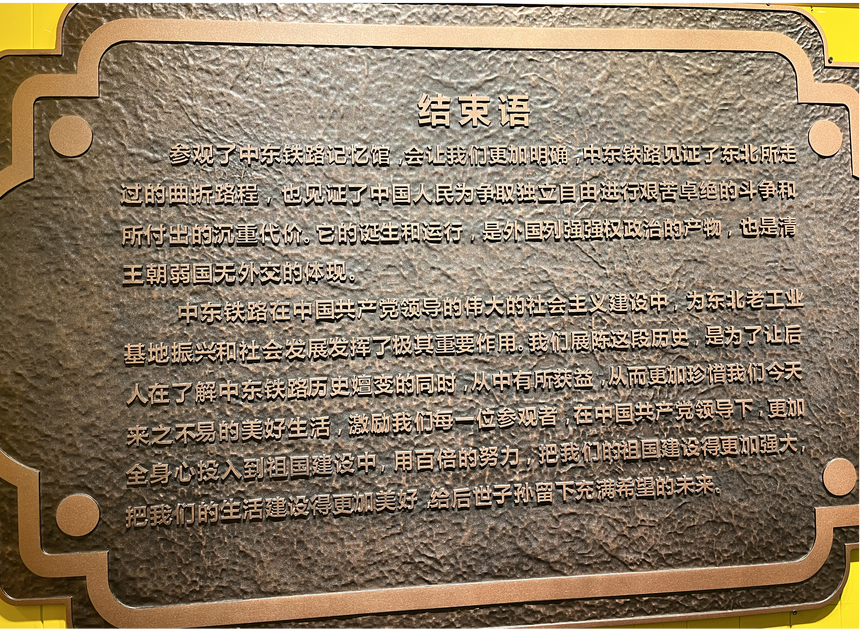 结束语
参观了中东铁路记忆馆,会让我们更加明确,中东铁路见证了东北所走
过的曲折路程,也见证了中国人民为争取独立自由进行艰苦卓绝的斗争和
所付出的沉重代价。它的诞生和运行,是外国列强强权政治的产物,也是清
王朝弱国无外交的体现。
中东铁路在中国共产党领导的伟大的社会主义建设中,为东北老工业
基地振兴和社会发展发挥了极其重要作用。我们展陈这段历史,是为了让后
人在了解中东铁路历史嬗变的同时,从中有所获益,从而更加珍惜我们今天
来之不易的美好生活,激励我们每一位参观者,在中国共产党领导下,更加
全身心投入到祖国建设中,用百倍的努力,把我们的祖国建设得更加强大,
把我们的生活建设得更加美好,给后世子孙留下充满希望的未来。